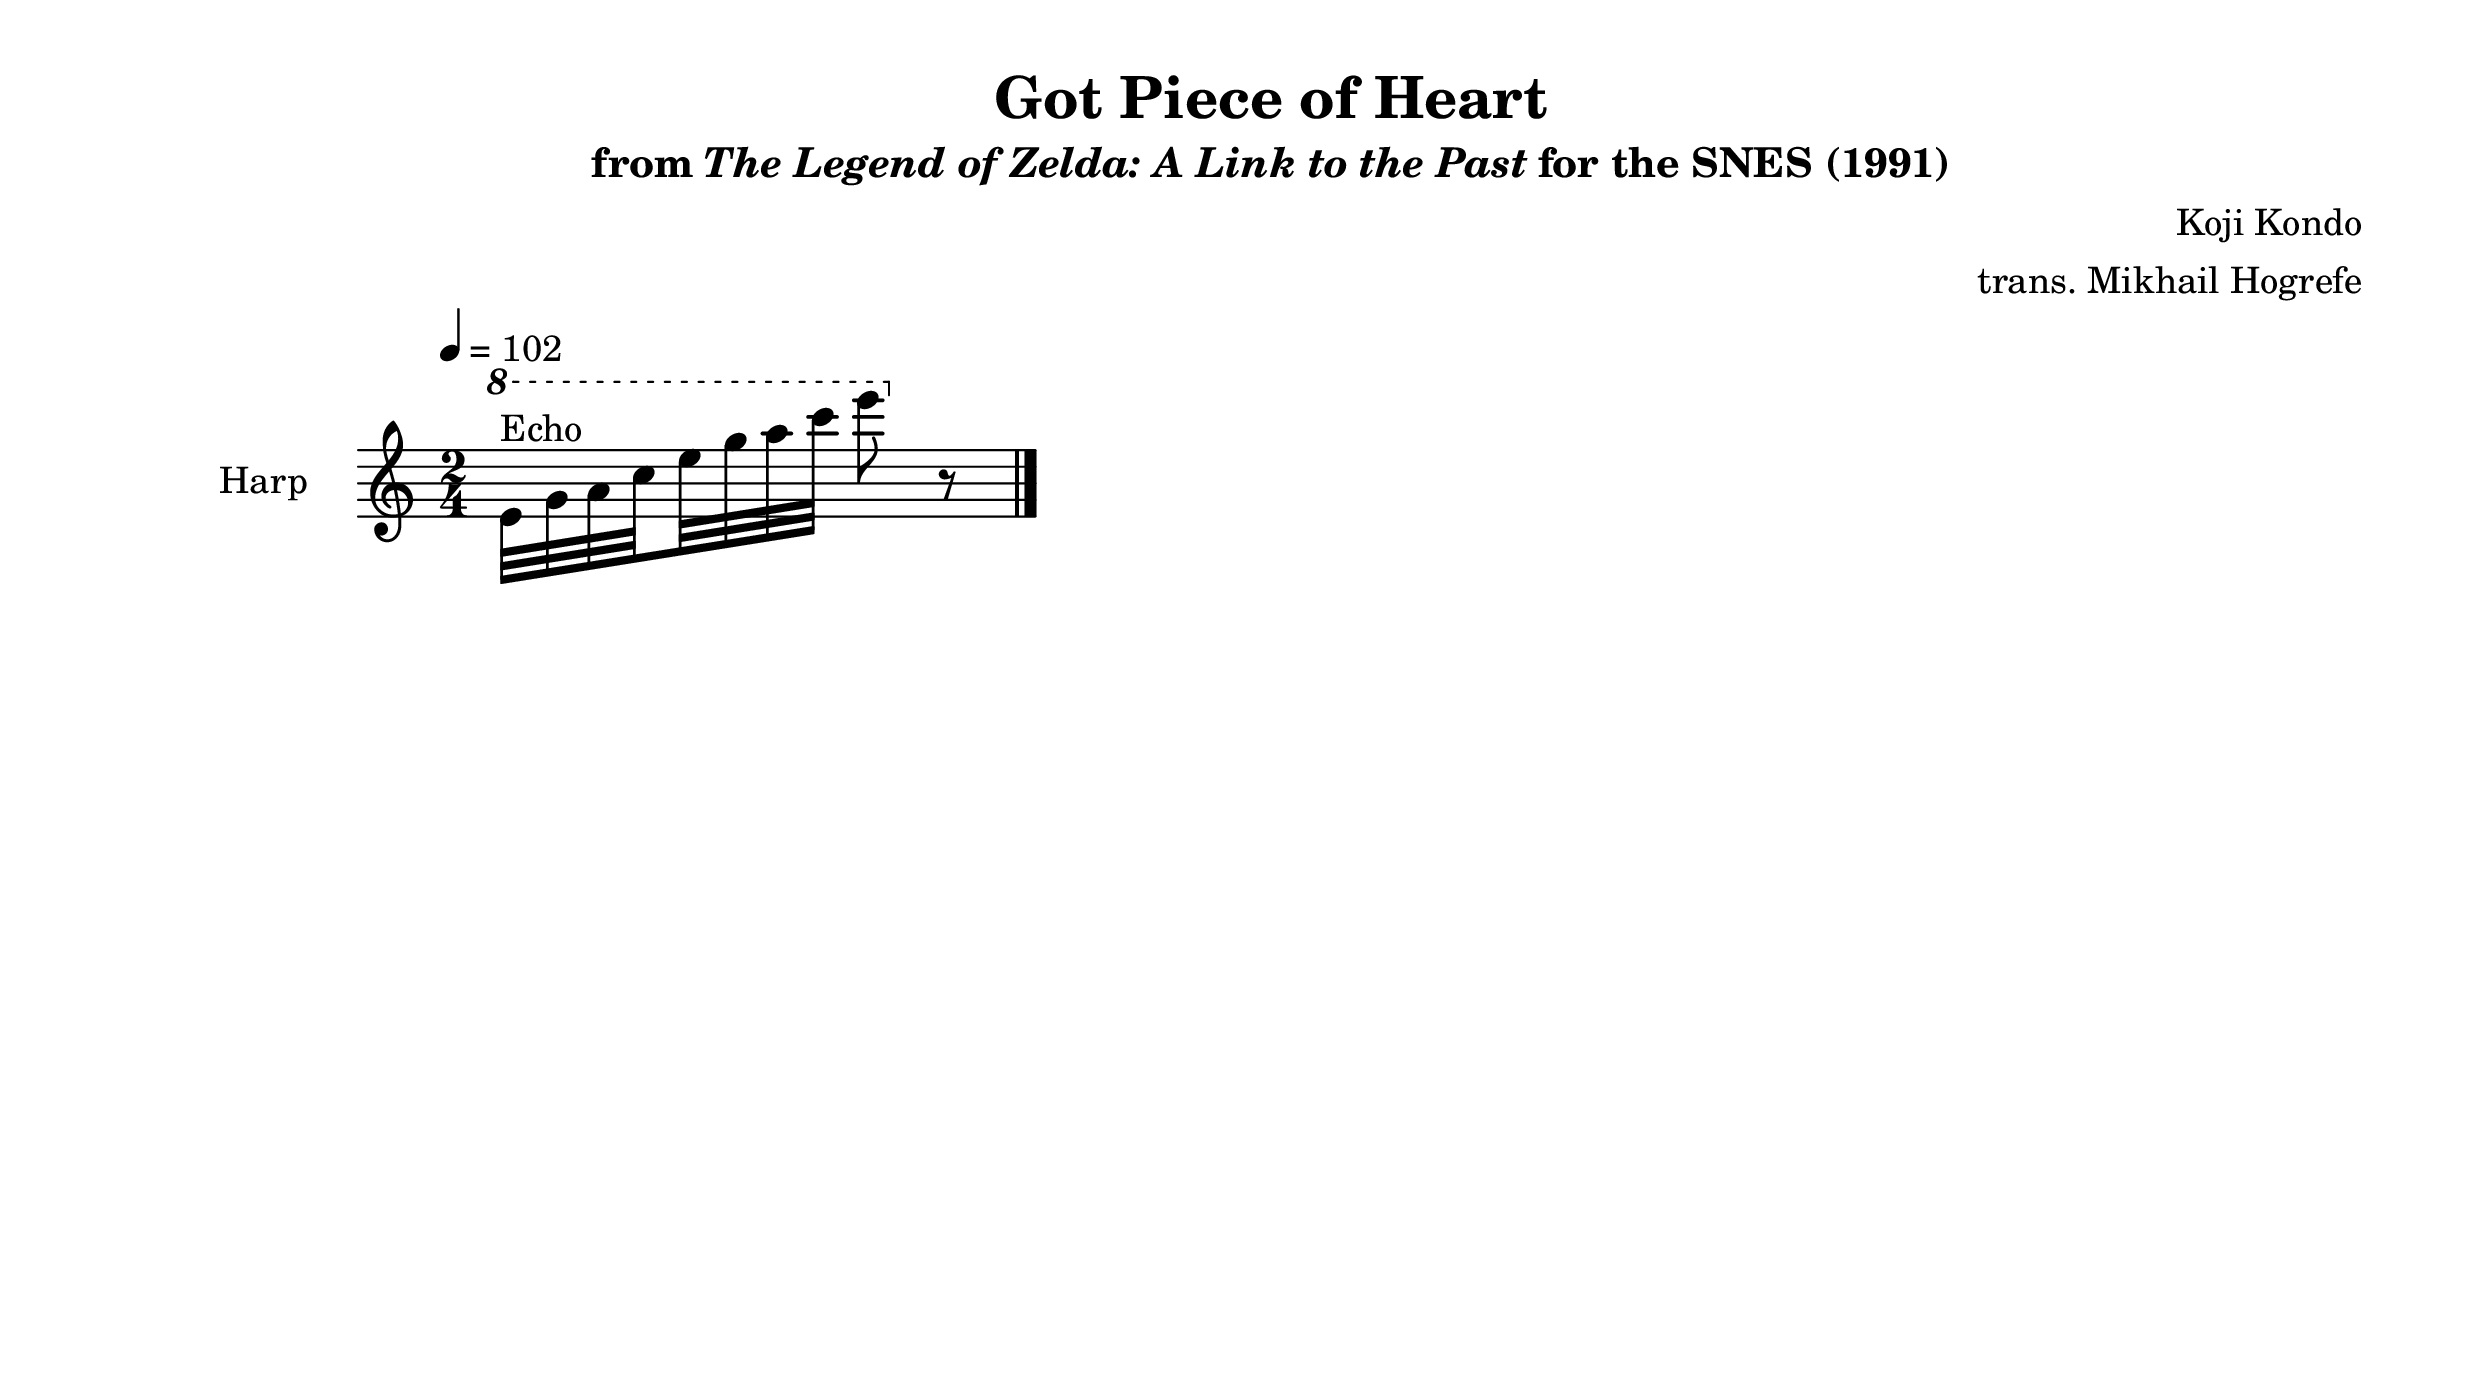 Got Piece of Heart
from The Legend of Zelda: A Link to the Past for the SNES (1991)
Koji Kondo
trans. Mikhail Hogrefe
= 102
8
Echo
Harp
2
4